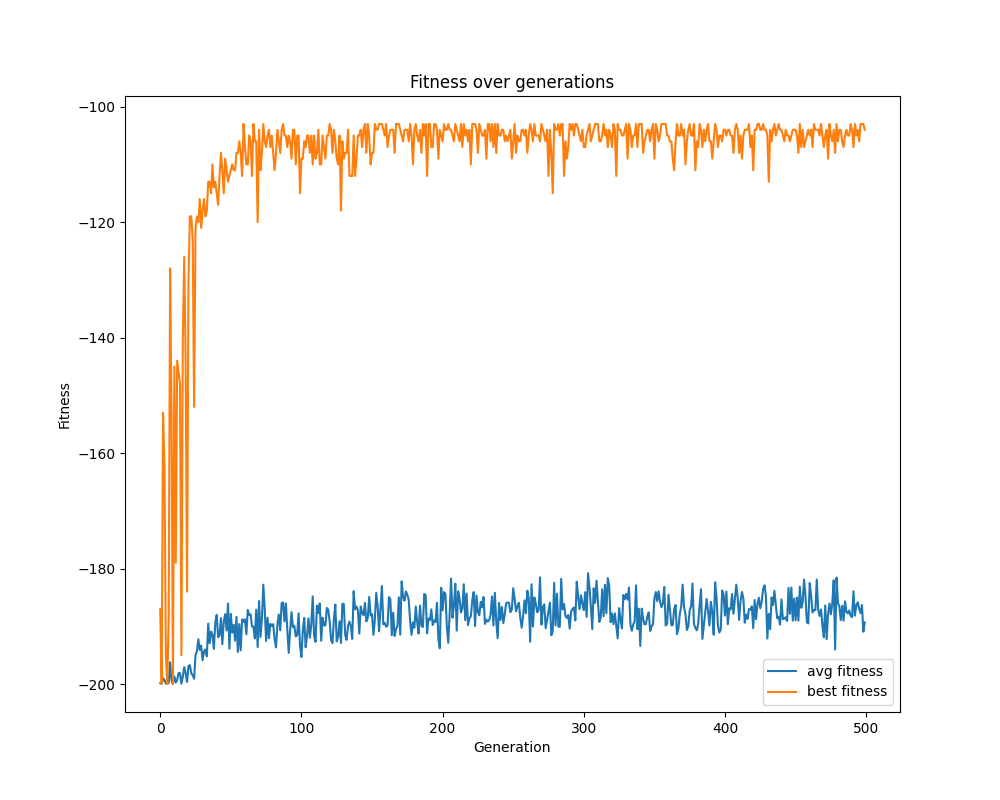 Fitness over generations
−100
−120
−140
−160
−180
−200
Fitness
0 100 200 300 400 500
Generation
avg fitness
best fitness